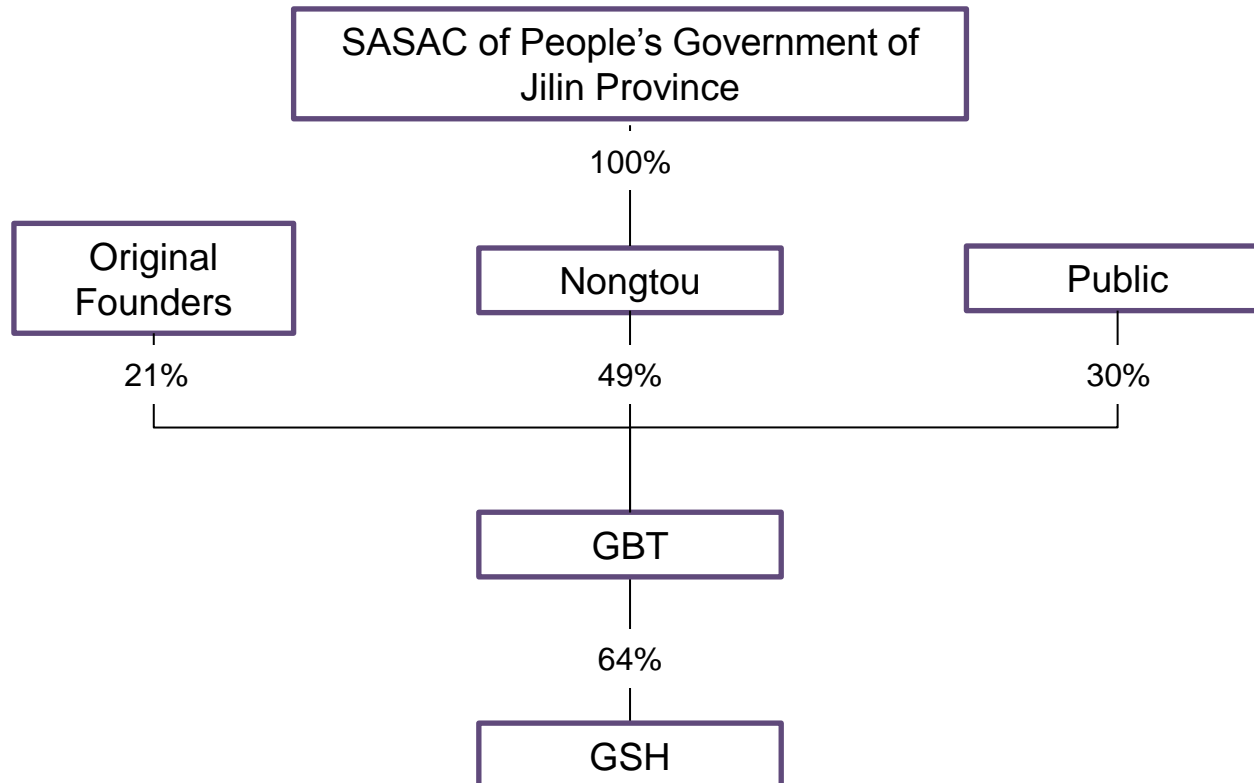 SASAC of People’s Government of
Jilin Province
100%
Original
Founders
Nongtou
Public
21%
49%
30%
GBT
64%
GSH